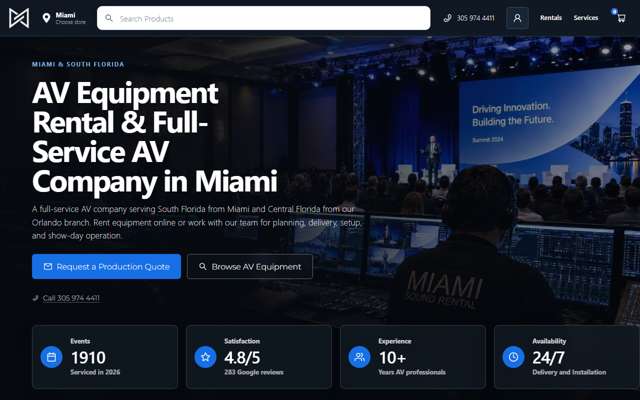 Miami
Choose store
Search Products
305 974 4411
Rentals
Services
0
MIAMI & SOUTH FLORIDA
AV Equipment
Rental & Full-
Service AV
Company in Miami
A full-service AV company serving South Florida from Miami and Central Florida from our
Orlando branch. Rent equipment online or work with our team for planning, delivery, setup,
and show-day operation.
Request a Production Quote
Browse AV Equipment
Call 305 974 4411
Driving Innovation.
Building the Future.
Summit 2024
MIAMI
SOUND RENTAL
Events
1910
Serviced in 2026
Satisfaction
4.8/5
283 Google reviews
Experience
10+
Years AV professionals
Availability
24/7
Delivery and Installation